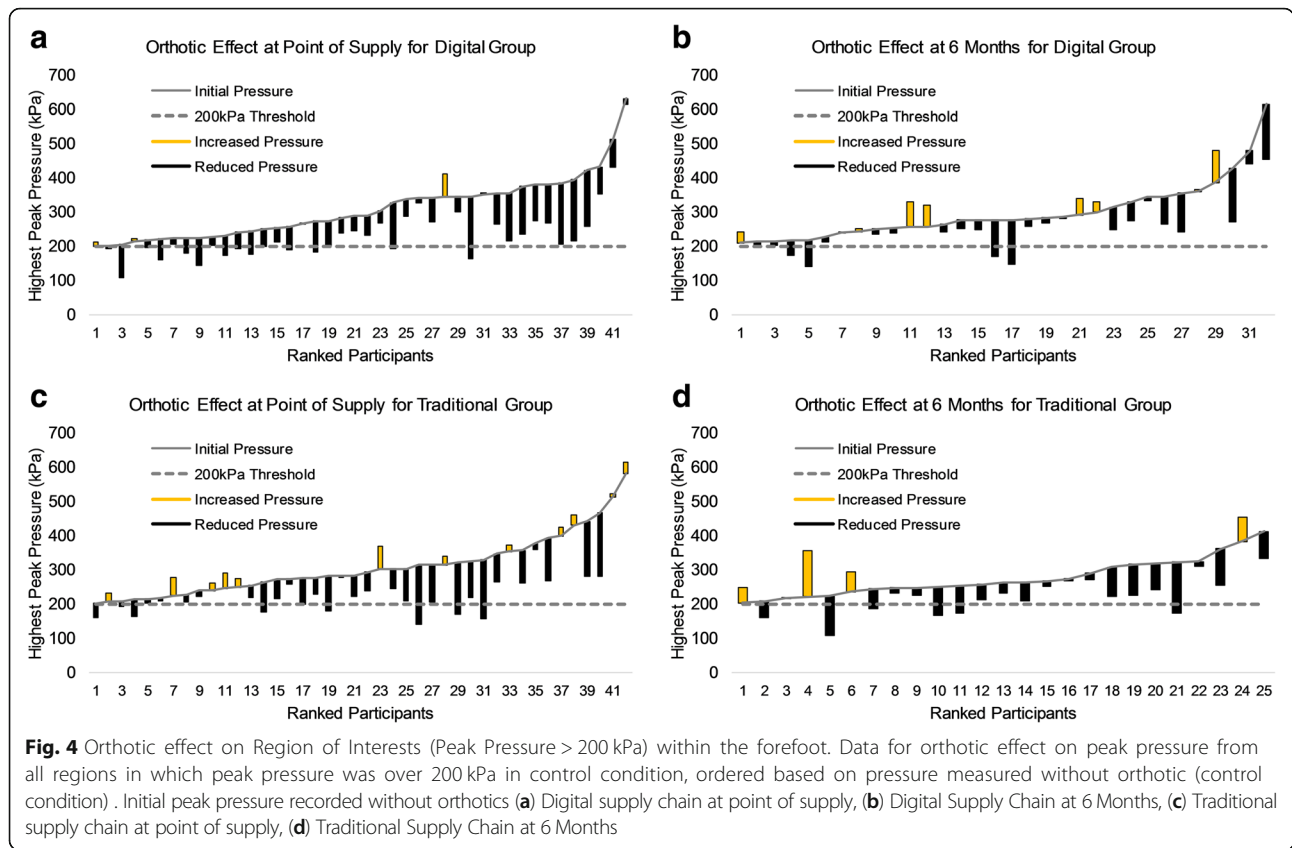 a
Orthotic Effect at Point of Supply for Digital Group
Highest Peak Pressure (kPa)
700
600
500
400
300
200
100
0
Initial Pressure
200kPa Threshold
Increased Pressure
Reduced Pressure
1 3 5 7 9 11 13 15 17 19 21 23 25 27 29 31 33 35 37 39 41
Ranked Participants
b
Orthotic Effect at 6 Months for Digital Group
Highest Peak Pressure (kPa)
700
600
500
400
300
200
100
0
Initial Pressure
200kPa Threshold
Increased Pressure
Reduced Pressure
1 3 5 7 9 11 13 15 17 19 21 23 25 27 29 31
Ranked Participants
c
Orthotic Effect at Point of Supply for Traditional Group
Highest Peak Pressure (kPa)
700
600
500
400
300
200
100
0
Initial Pressure
200kPa Threshold
Increased Pressure
Reduced Pressure
1 3 5 7 9 11 13 15 17 19 21 23 25 27 29 31 33 35 37 39 41
Ranked Participants
d
Orthotic Effect at 6 Months for Traditional Group
Highest Peak Pressure (kPa)
700
600
500
400
300
200
100
0
Initial Pressure
200kPa Threshold
Increased Pressure
Reduced Pressure
1 2 3 4 5 6 7 8 9 10 11 12 13 14 15 16 17 18 19 20 21 22 23 24 25
Ranked Participants
Fig. 4 Orthotic effect on Region of Interests (Peak Pressure > 200 kPa) within the forefoot. Data for orthotic effect on peak pressure from
all regions in which peak pressure was over 200 kPa in control condition, ordered based on pressure measured without orthotic (control
condition) . Initial peak pressure recorded without orthotics (a) Digital supply chain at point of supply, (b) Digital Supply Chain at 6 Months, (c) Traditional
supply chain at point of supply, (d) Traditional Supply Chain at 6 Months